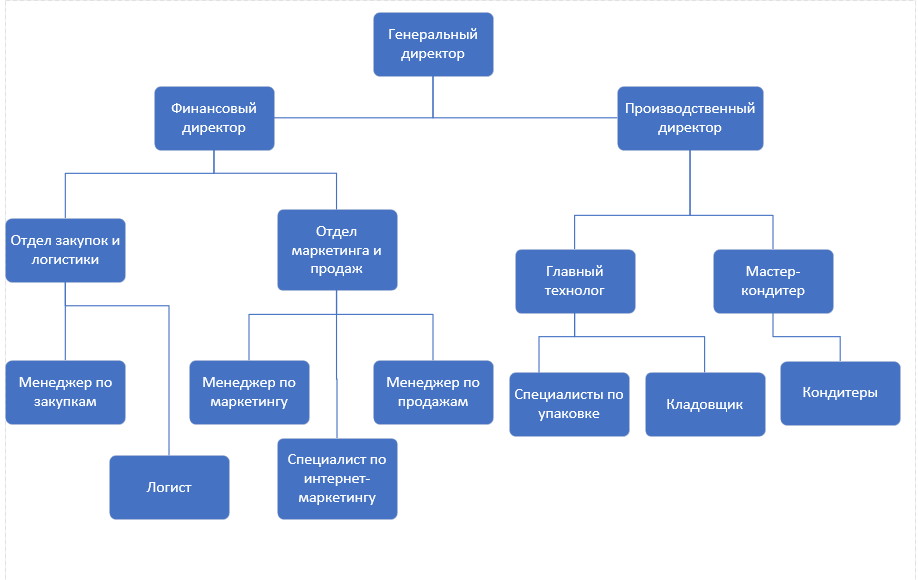 Генеральный
директор
Финансовый
директор
Производственный
директор
Отдел закупок и
логистики
Отдел
маркетинга и
продаж
Главный
технолог
Мастер-
кондитер
Менеджер по
закупкам
Менеджер по
маркетингу
Менеджер по
продажам
Специалисты по
упаковке
Кладовщик
Кондитеры
Логист
Специалист по
интернет-
маркетингу